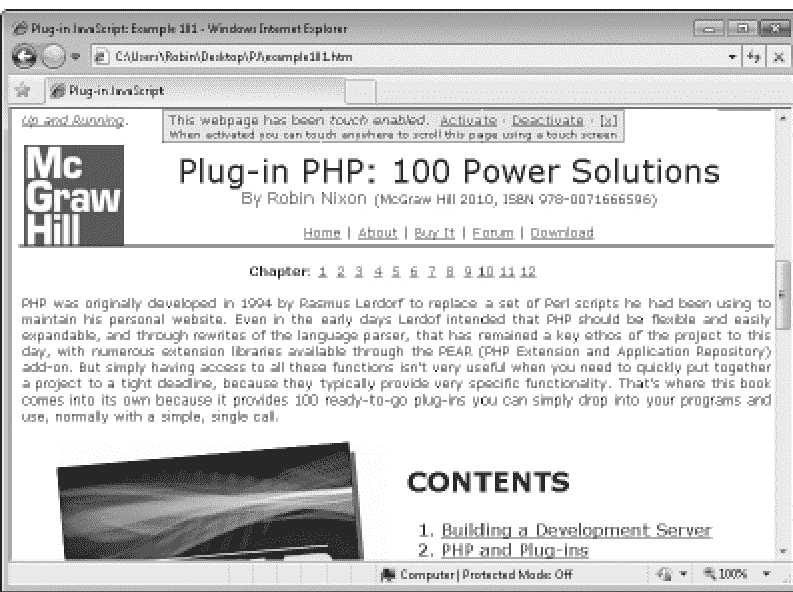 Plug-in JavaScript: Example 181 - Windows Internet Explorer
C:\Users\Robin\Desktop\PJ\example181.htm
Plug-in JavaScript
Up and Running.
This webpage has been touch enabled. Activate · Deactivate · [x]
When activated you can touch anywhere to scroll this page using a touch screen
Mc
Graw
Hill
Plug-in PHP: 100 Power Solutions
By Robin Nixon (McGraw Hill 2010, ISBN 978-0071666596)
Home | About | Buy It | Forum | Download
Chapter: 1 2 3 4 5 6 7 8 9 10 11 12
PHP was originally developed in 1994 by Rasmus Lerdorf to replace a set of Perl scripts he had been using to
maintain his personal website. Even in the early days Lerdof intended that PHP should be flexible and easily
expandable, and through rewrites of the language parser, that has remained a key ethos of the project to this
day, with numerous extension libraries available through the PEAR (PHP Extension and Application Repository)
add-on. But simply having access to all these functions isn't very useful when you need to quickly put together
a project to a tight deadline, because they typically provide very specific functionality. That's where this book
comes into its own because it provides 100 ready-to-go plug-ins you can simply drop into your programs and
use, normally with a simple, single call.
CONTENTS
1. Building a Development Server
2. PHP and Plug-ins
Computer | Protected Mode: Off
100%